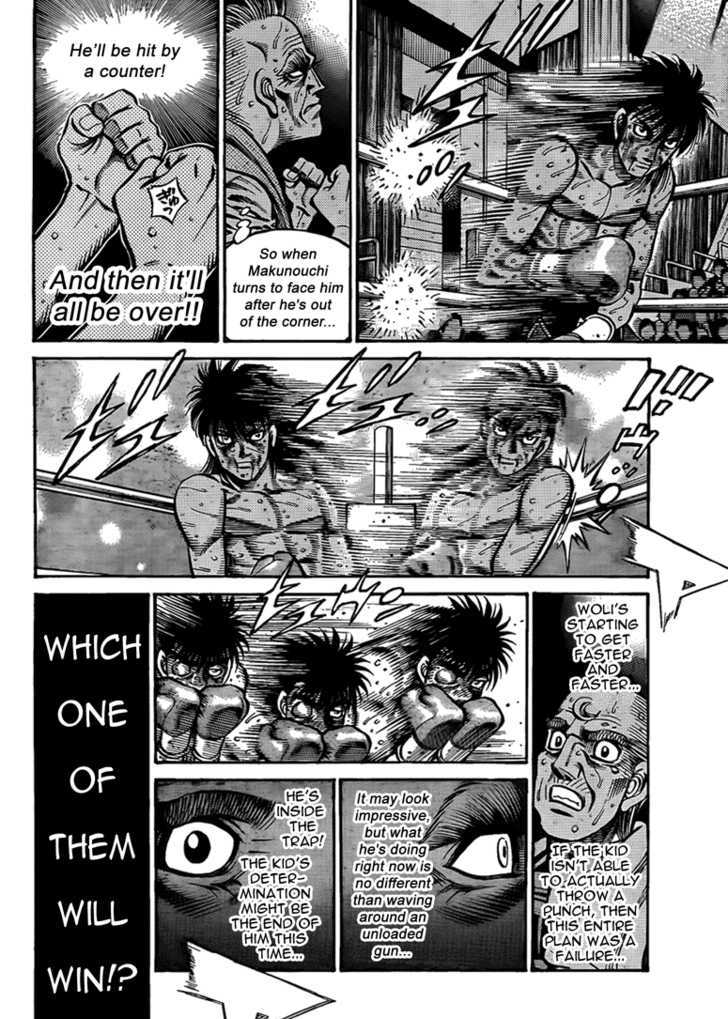 He'll be hit by
a counter!
ぎゅっ
And then it'll
all be over!!
So when
Makunouchi
turns to face him
after he's out
of the corner...
WOLI'S
STARTING
TO GET
FASTER
AND
FASTER...
IF THE KID
ISN'T ABLE
TO ACTUALLY
THROW A
PUNCH, THEN
THIS ENTIRE
PLAN WAS A
FAILURE...
It may look
impressive,
but what
he's doing
right now is
no different
than waving
around an
unloaded
gun...
HE'S
INSIDE
THE
TRAP!
THE KID'S
DETER-
MINATION
MIGHT BE
THE END OF
HIM THIS
TIME...
WHICH
ONE
OF
THEM
WILL
WIN!?